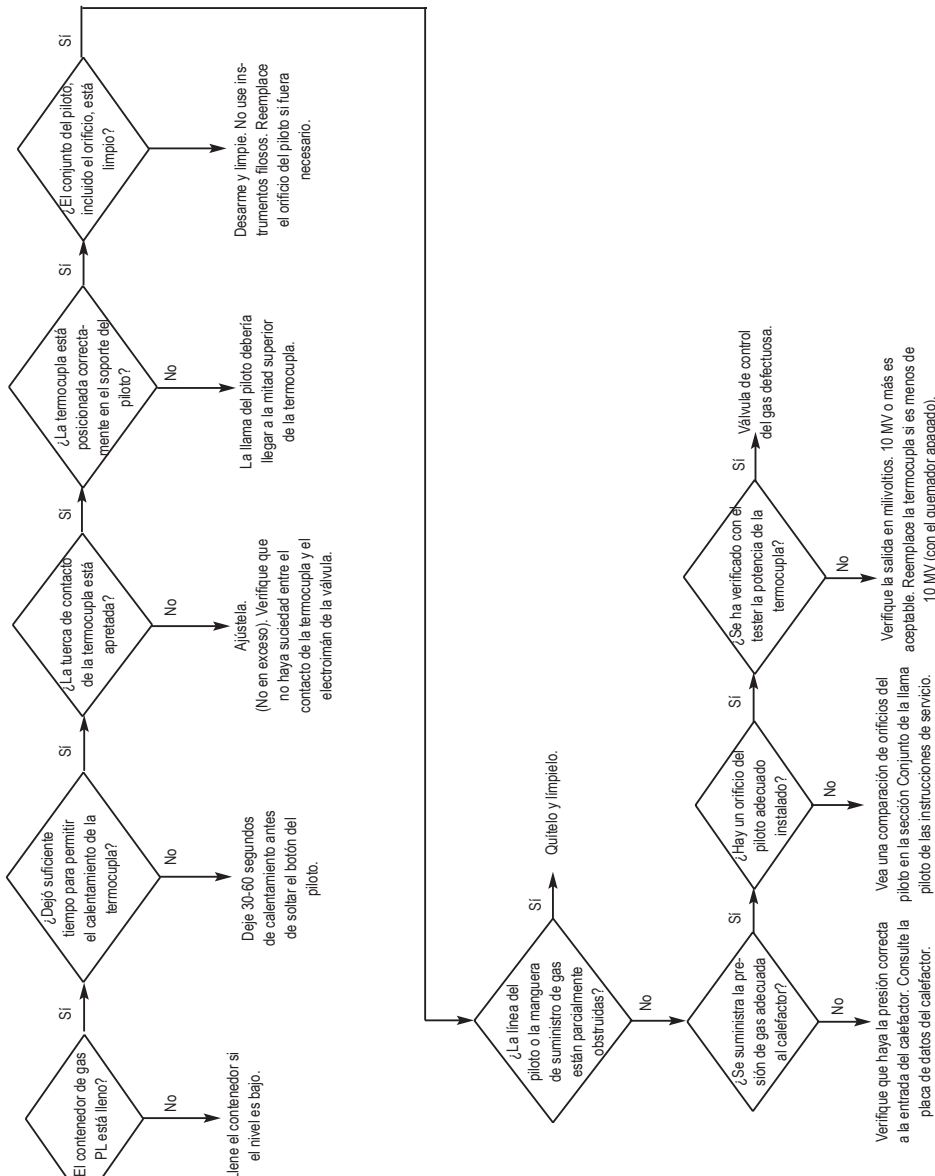 ¿El contenedor de gas
PL está lleno?
Sí
No
Llene el contenedor si
el nivel es bajo.
¿Dejó suficiente
tiempo para permitir
el calentamiento de la
termocupla?
Sí
No
Deje 30-60 segundos
de calentamiento antes
de soltar el botón del
piloto.
¿La tuerca de contacto
de la termocupla está
apretada?
Sí
No
Ajústela.
(No en exceso). Verifique que
no haya suciedad entre el
contacto de la termocupla y el
electroimán de la válvula.
¿La termocupla está
posicionada correcta-
mente en el soporte del
piloto?
Sí
No
La llama del piloto debería
llegar a la mitad superior
de la termocupla.
¿El conjunto del piloto,
incluido el orificio, está
limpio?
Sí
Desarme y limpie. No use ins-
trumentos filosos. Reemplace
el orificio del piloto si fuera
necesario.
¿La línea del
piloto o la manguera
de suministro de gas
están parcialmente
obstruidas?
Sí
Quítelo y límpielo.
No
¿Se suministra la pre-
sión de gas adecuada
al calefactor?
Sí
No
Verifique que haya la presión correcta
a la entrada del calefactor. Consulte la
placa de datos del calefactor.
¿Hay un orificio del
piloto adecuado
instalado?
Sí
No
Vea una comparación de orificios del
piloto en la sección Conjunto de la llama
piloto de las instrucciones de servicio.
¿Se ha verificado con el
tester la potencia de la
termocupla?
Sí
Válvula de control
del gas defectuosa.
No
Verifique la salida en milivoltios. 10 MV o más es
aceptable. Reemplace la termocupla si es menos de
10 MV (con el quemador apagado).